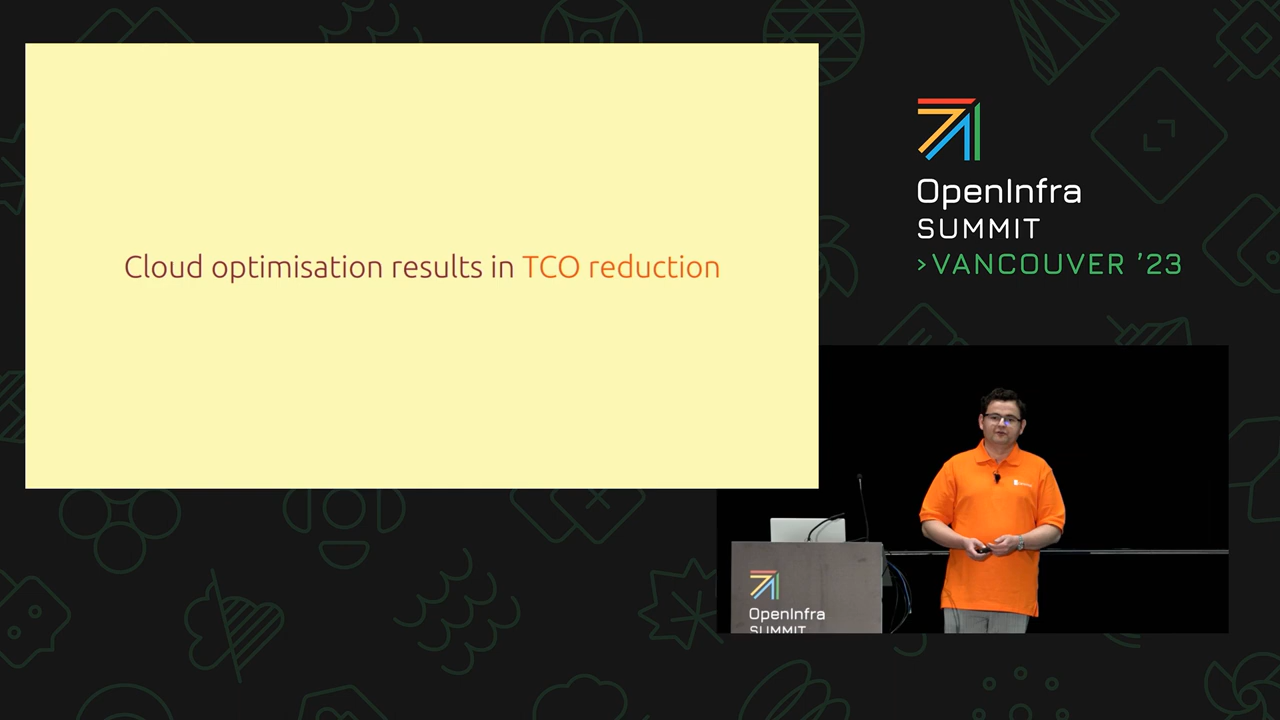 Cloud optimisation results in TCO reduction
OpenInfra
SUMMIT
>VANCOUVER '23
OpenInfra
SUMMIT